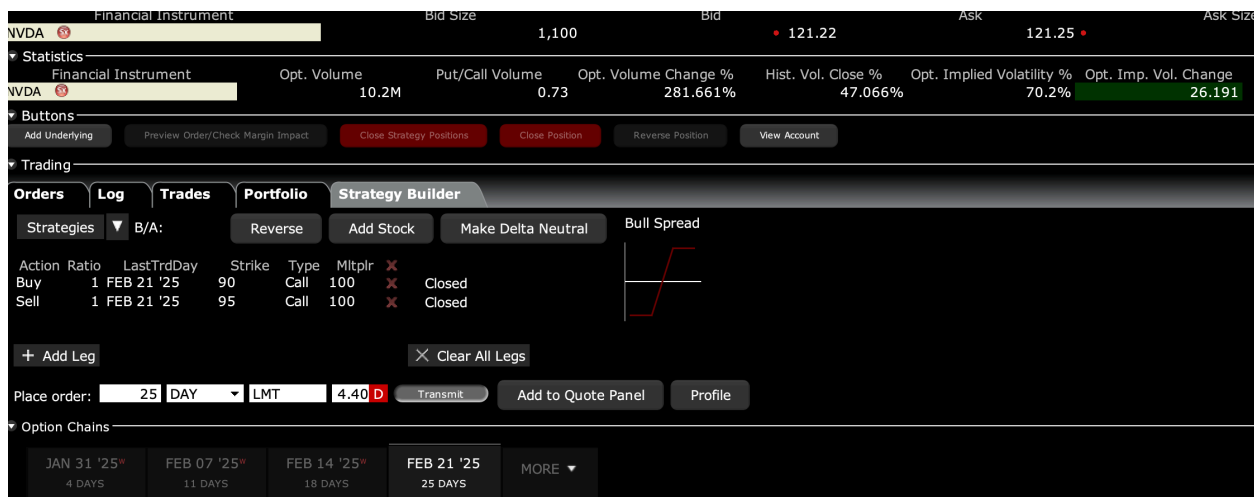 Financial Instrument Bid Size Bid Ask Ask Size
NVDA 1,100 121.22 121.25
Statistics
Financial Instrument Opt. Volume Put/Call Volume Opt. Volume Change % Hist. Vol. Close % Opt. Implied Volatility % Opt. Imp. Vol. Change
NVDA 10.2M 0.73 281.661% 47.066% 70.2% 26.191
Buttons
Add Underlying Preview Order/Check Margin Impact Close Strategy Positions Close Position Reverse Position View Account
Trading
Orders Log Trades Portfolio Strategy Builder
Strategies ▼ B/A: Reverse Add Stock Make Delta Neutral Bull Spread
Action Ratio LastTrdDay Strike Type Mltplr X
Buy 1 FEB 21 '25 90 Call 100 X Closed
Sell 1 FEB 21 '25 95 Call 100 X Closed
+ Add Leg X Clear All Legs
Place order: 25 DAY LMT 4.40 D Transmit Add to Quote Panel Profile
Option Chains
JAN 31 '25w FEB 07 '25w FEB 14 '25w FEB 21 '25 MORE ▼
4 DAYS 11 DAYS 18 DAYS 25 DAYS